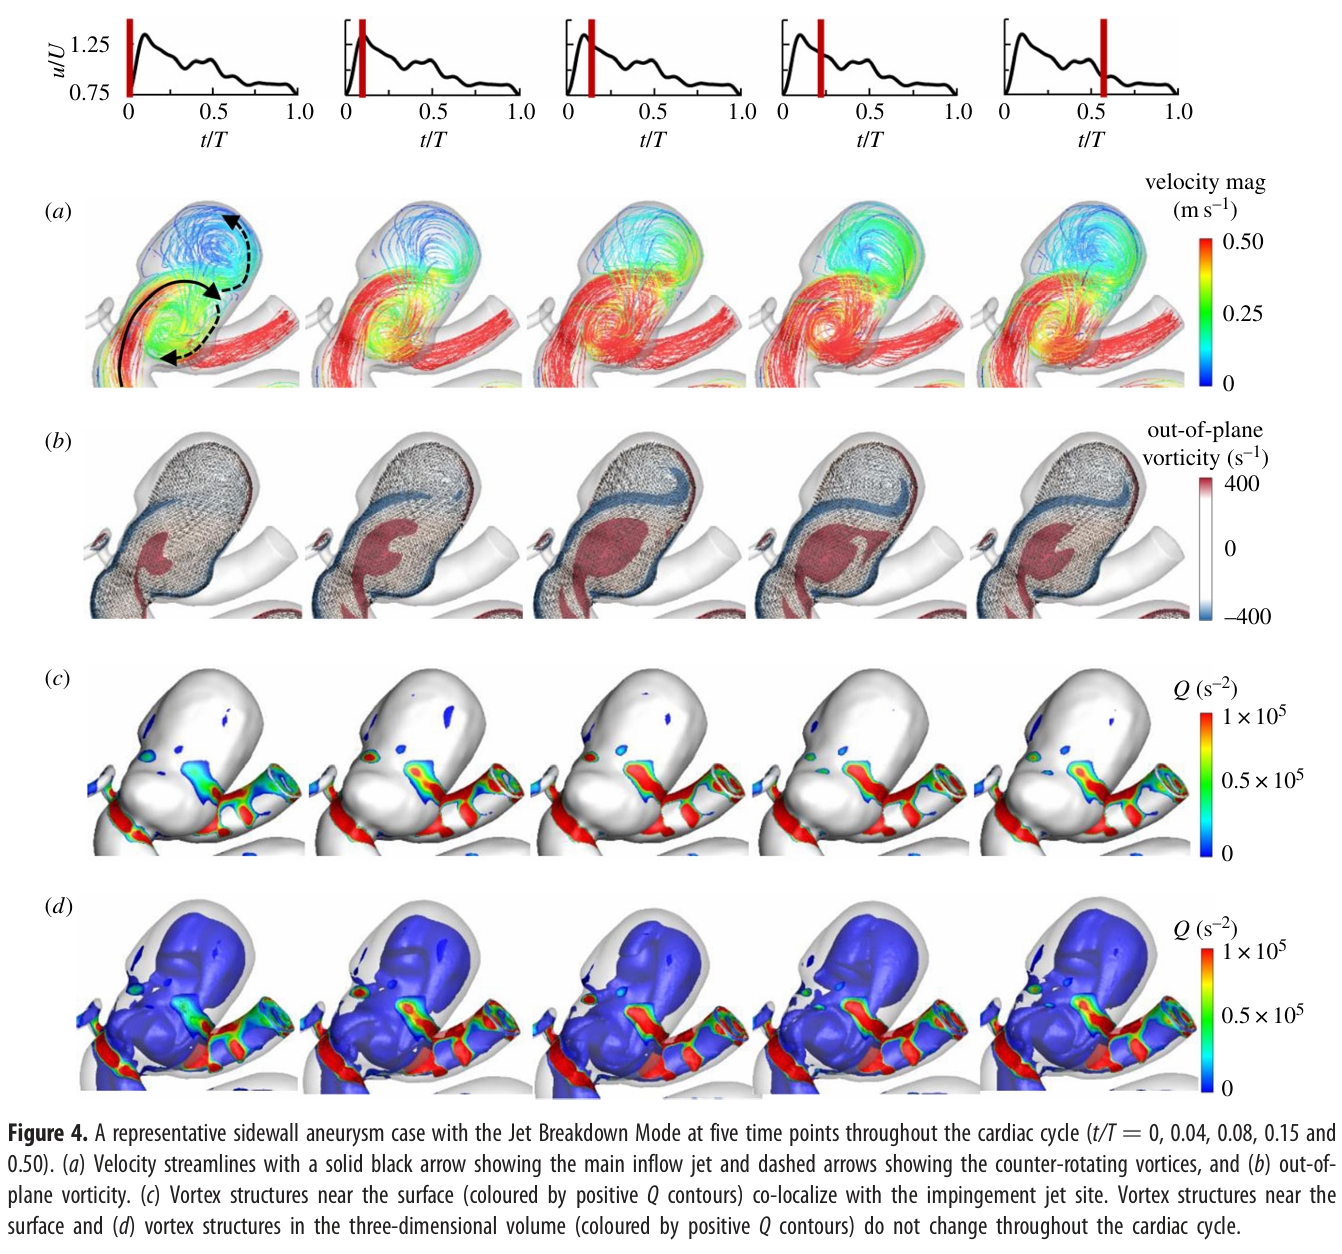 u/U
1.25
0.75
0 0.5 1.0 0 0.5 1.0 0 0.5 1.0 0 0.5 1.0 0 0.5 1.0
t/T t/T t/T t/T t/T
(a)
velocity mag
(m s⁻¹)
0.50
0.25
0
(b)
out-of-plane
vorticity (s⁻¹)
400
0
–400
(c)
Q (s⁻²)
1 × 10⁵
0.5 × 10⁵
0
(d)
Q (s⁻²)
1 × 10⁵
0.5 × 10⁵
0
Figure 4. A representative sidewall aneurysm case with the Jet Breakdown Mode at five time points throughout the cardiac cycle (t/T = 0, 0.04, 0.08, 0.15 and
0.50). (a) Velocity streamlines with a solid black arrow showing the main inflow jet and dashed arrows showing the counter-rotating vortices, and (b) out-of-
plane vorticity. (c) Vortex structures near the surface (coloured by positive Q contours) co-localize with the impingement jet site. Vortex structures near the
surface and (d) vortex structures in the three-dimensional volume (coloured by positive Q contours) do not change throughout the cardiac cycle.